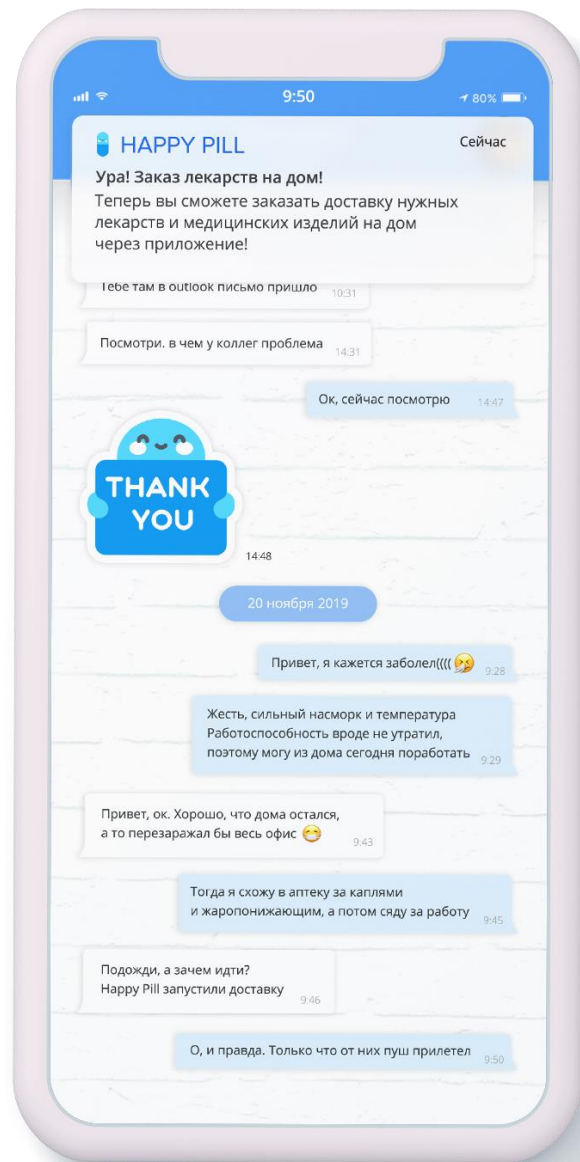 9:50
80%
HAPPY PILL
Сейчас
Ура! Заказ лекарств на дом!
Теперь вы сможете заказать доставку нужных
лекарств и медицинских изделий на дом
через приложение!
Тебе там в outlook письмо пришло 10:31
Посмотри. в чем у коллег проблема 14:31
Ок, сейчас посмотрю 14:47
THANK
YOU
14:48
20 ноября 2019
Привет, я кажется заболел(((( 🤧 9:28
Жесть, сильный насморк и температура
Работоспособность вроде не утратил,
поэтому могу из дома сегодня поработать 9:29
Привет, ок. Хорошо, что дома остался,
а то перезаражал бы весь офис 😷 9:43
Тогда я схожу в аптеку за каплями
и жаропонижающим, а потом сяду за работу 9:45
Подожди, а зачем идти?
Happy Pill запустили доставку 9:46
О, и правда. Только что от них пуш прилетел 9:50